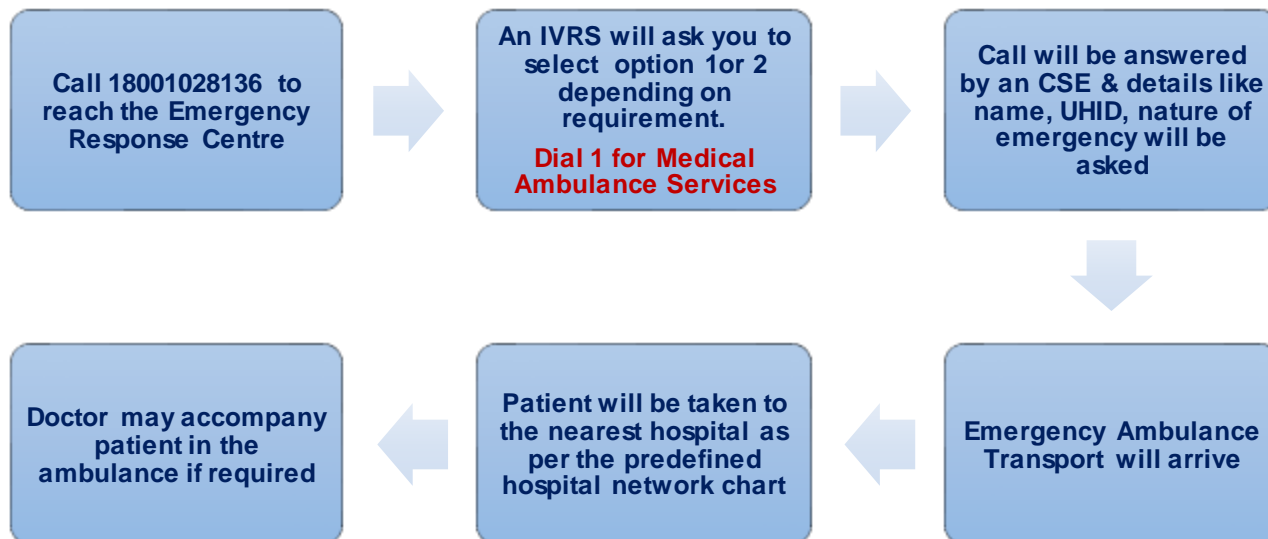 Call 18001028136 to
reach the Emergency
Response Centre
An IVRS will ask you to
select option 1or 2
depending on
requirement.
Dial 1 for Medical
Ambulance Services
Call will be answered
by an CSE & details like
name, UHID, nature of
emergency will be
asked
Emergency Ambulance
Transport will arrive
Patient will be taken to
the nearest hospital as
per the predefined
hospital network chart
Doctor may accompany
patient in the
ambulance if required